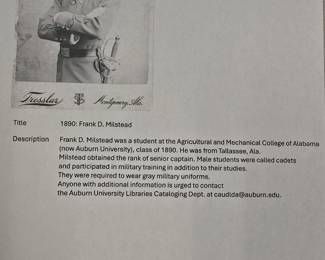 Tresslar TS Montgomery, Ala.
Title 1890: Frank D. Milstead
Description Frank D. Milstead was a student at the Agricultural and Mechanical College of Alabama
(now Auburn University), class of 1890. He was from Tallassee, Ala.
Milstead obtained the rank of senior captain. Male students were called cadets
and participated in military training in addition to their studies.
They were required to wear gray military uniforms.
Anyone with additional information is urged to contact
the Auburn University Libraries Cataloging Dept. at caudlda@auburn.edu.